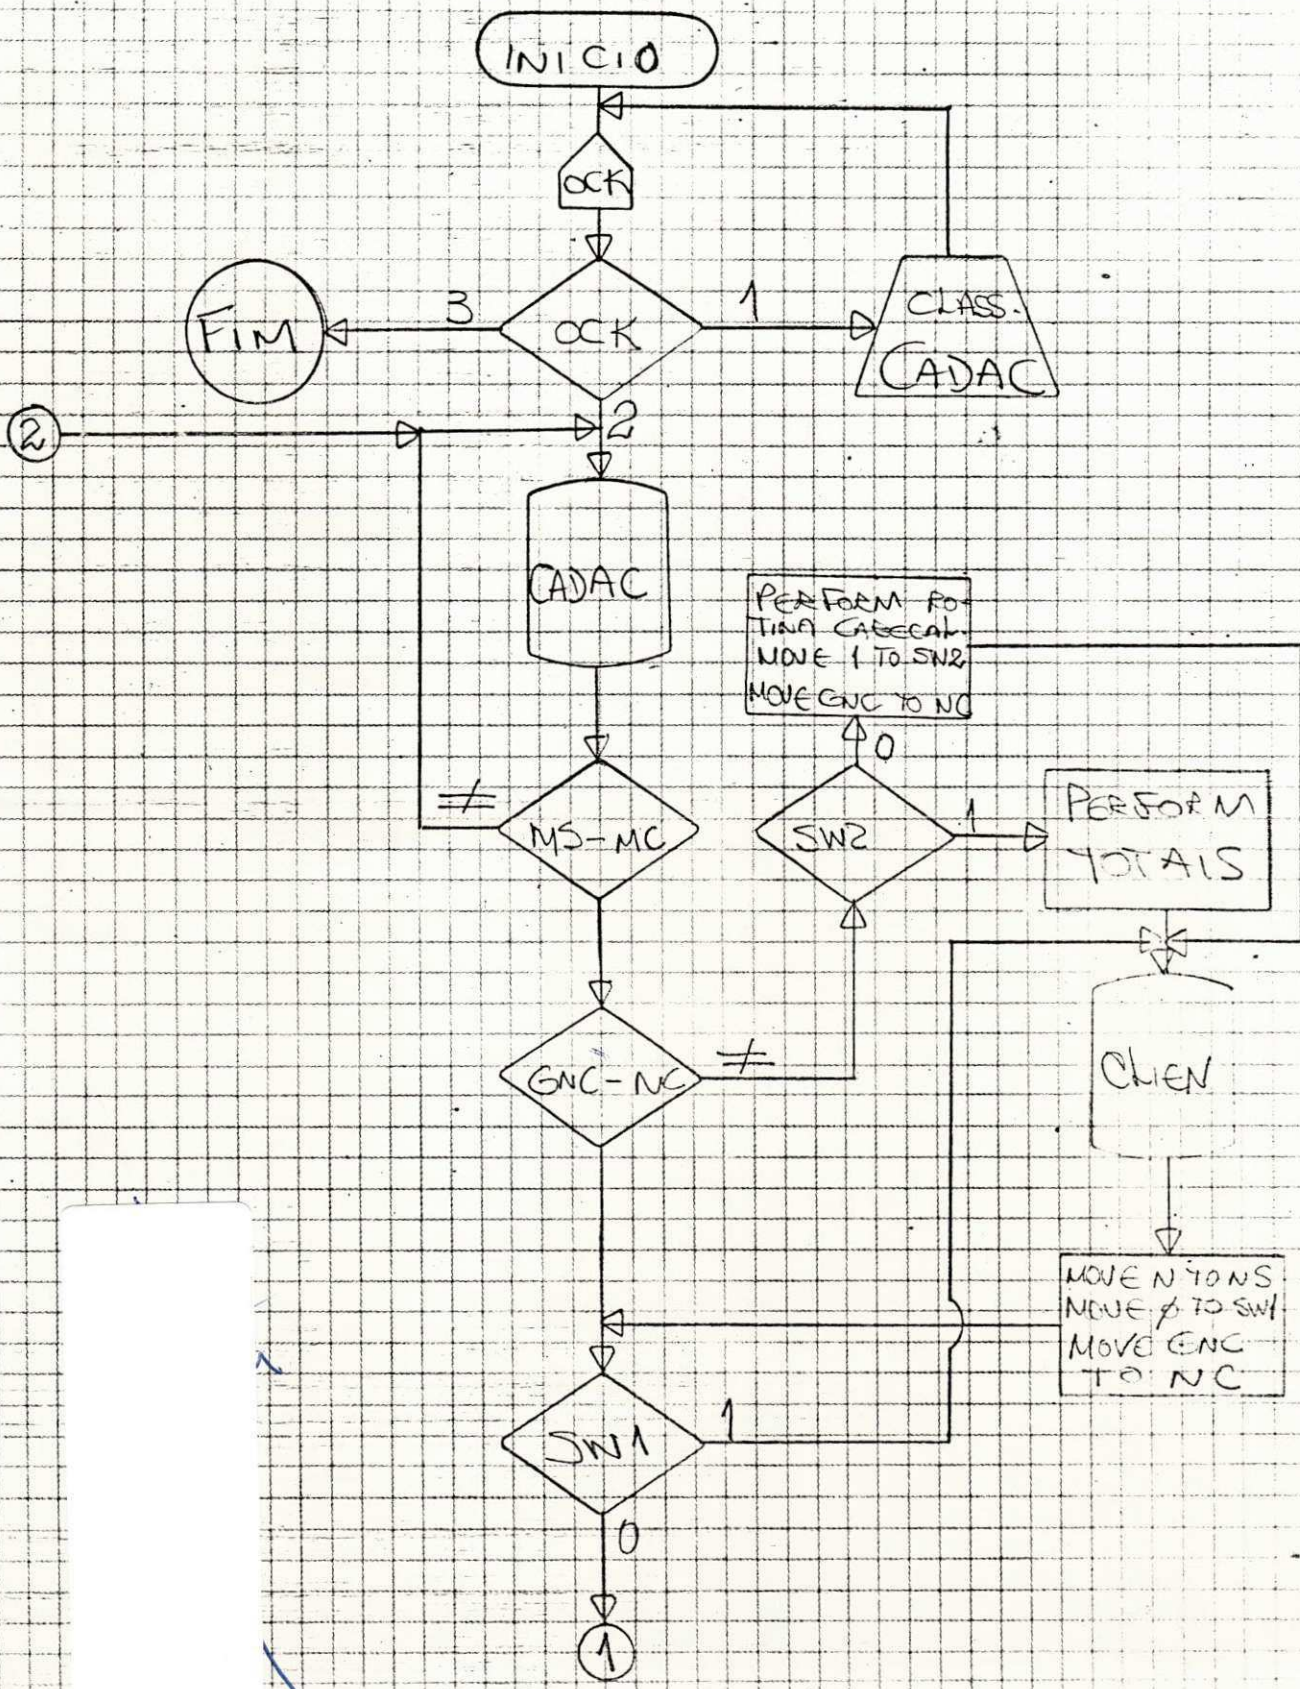 INICIO
OCK
OCK
3
1
FIM
CLASS.
CADAC
2
2
CADAC
PERFORM RO-
TINA CABECAL.
MOVE 1 TO SW2
MOVE GNC TO NC
0
≠
MS-MC
SW2
1
PERFORM
TOTAIS
GNC-NC
≠
CLIEN
MOVE N TO NS
MOVE ∅ TO SW1
MOVE GNC
TO NC
SW1
1
0
1